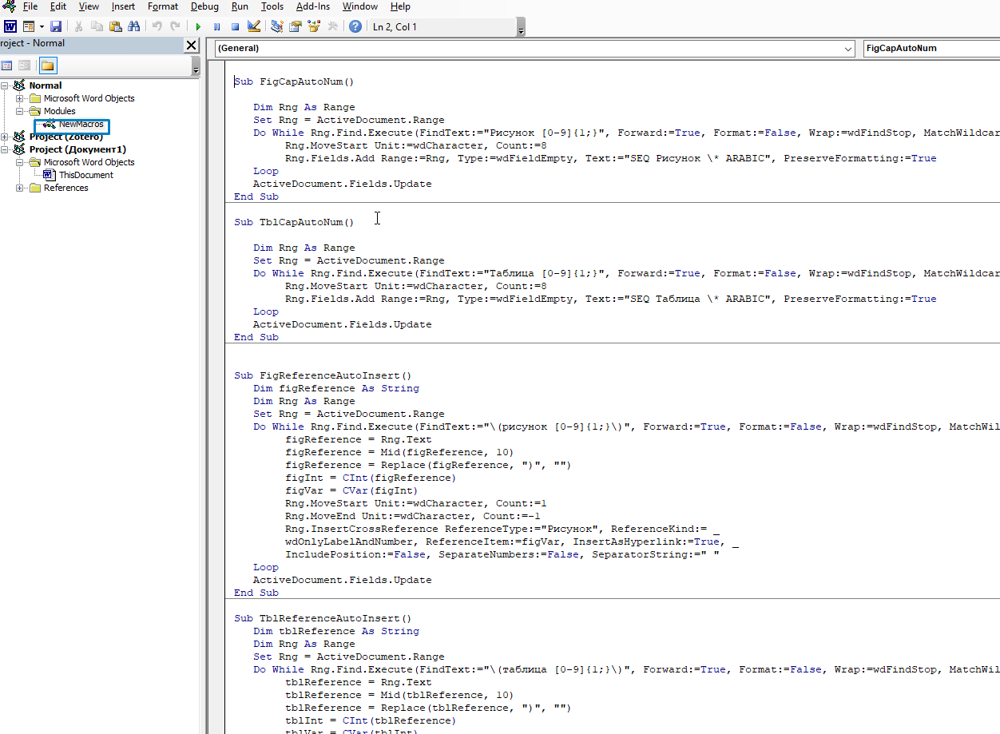 File Edit View Insert Format Debug Run Tools Add-Ins Window Help
Ln 2, Col 1
roject - Normal
(General)
FigCapAutoNum
Normal
Microsoft Word Objects
Modules
NewMacros
Project (Zotero)
Project (Документ1)
Microsoft Word Objects
ThisDocument
References
Sub FigCapAutoNum()
Dim Rng As Range
Set Rng = ActiveDocument.Range
Do While Rng.Find.Execute(FindText:="Рисунок [0-9]{1;}", Forward:=True, Format:=False, Wrap:=wdFindStop, MatchWildcar
Rng.MoveStart Unit:=wdCharacter, Count:=8
Rng.Fields.Add Range:=Rng, Type:=wdFieldEmpty, Text:="SEQ Рисунок \* ARABIC", PreserveFormatting:=True
Loop
ActiveDocument.Fields.Update
End Sub
Sub TblCapAutoNum()
Dim Rng As Range
Set Rng = ActiveDocument.Range
Do While Rng.Find.Execute(FindText:="Таблица [0-9]{1;}", Forward:=True, Format:=False, Wrap:=wdFindStop, MatchWildcar
Rng.MoveStart Unit:=wdCharacter, Count:=8
Rng.Fields.Add Range:=Rng, Type:=wdFieldEmpty, Text:="SEQ Таблица \* ARABIC", PreserveFormatting:=True
Loop
ActiveDocument.Fields.Update
End Sub
Sub FigReferenceAutoInsert()
Dim figReference As String
Dim Rng As Range
Set Rng = ActiveDocument.Range
Do While Rng.Find.Execute(FindText:="\(рисунок [0-9]{1;}\)", Forward:=True, Format:=False, Wrap:=wdFindStop, MatchWil
figReference = Rng.Text
figReference = Mid(figReference, 10)
figReference = Replace(figReference, ")", "")
figInt = CInt(figReference)
figVar = CVar(figInt)
Rng.MoveStart Unit:=wdCharacter, Count:=1
Rng.MoveEnd Unit:=wdCharacter, Count:=-1
Rng.InsertCrossReference ReferenceType:="Рисунок", ReferenceKind:= _
wdOnlyLabelAndNumber, ReferenceItem:=figVar, InsertAsHyperlink:=True, _
IncludePosition:=False, SeparateNumbers:=False, SeparatorString:=" "
Loop
ActiveDocument.Fields.Update
End Sub
Sub TblReferenceAutoInsert()
Dim tblReference As String
Dim Rng As Range
Set Rng = ActiveDocument.Range
Do While Rng.Find.Execute(FindText:="\(таблица [0-9]{1;}\)", Forward:=True, Format:=False, Wrap:=wdFindStop, MatchWil
tblReference = Rng.Text
tblReference = Mid(tblReference, 10)
tblReference = Replace(tblReference, ")", "")
tblInt = CInt(tblReference)
tblVar = CVar(tblInt)